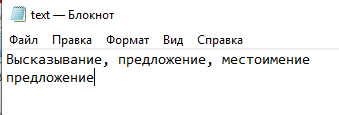 text — Блокнот
Файл Правка Формат Вид Справка
Высказывание, предложение, местоимение
предложение